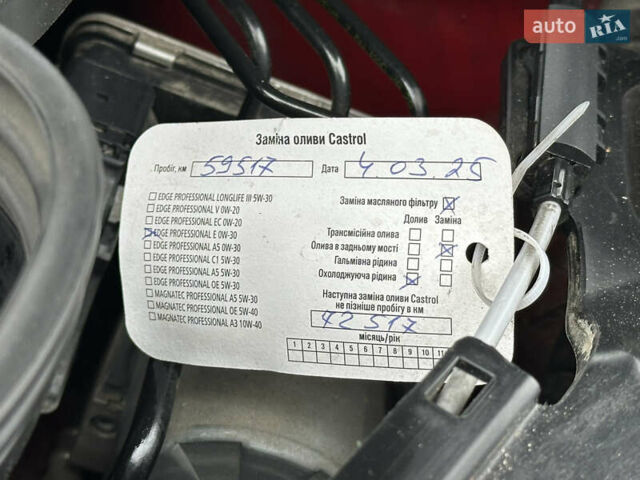 auto RIA.com
Заміна оливи Castrol
Пробіг, км 59517 Дата 4 03.25
EDGE PROFESSIONAL LONGLIFE III 5W-30
EDGE PROFESSIONAL V 0W-20
EDGE PROFESSIONAL EC 0W-20
EDGE PROFESSIONAL E 0W-30
EDGE PROFESSIONAL A5 0W-30
EDGE PROFESSIONAL C1 5W-30
EDGE PROFESSIONAL A5 5W-30
EDGE PROFESSIONAL OE 5W-30
MAGNATEC PROFESSIONAL A5 5W-30
MAGNATEC PROFESSIONAL OE 5W-40
MAGNATEC PROFESSIONAL A3 10W-40
Заміна масляного фільтру
Долив Заміна
Трансмісійна олива
Олива в задньому мості
Гальмівна рідина
Охолоджуюча рідина
Наступна заміна оливи Castrol
не пізніше пробігу в км
72517
місяць/рік
1 2 3 4 5 6 7 8 9 10 11